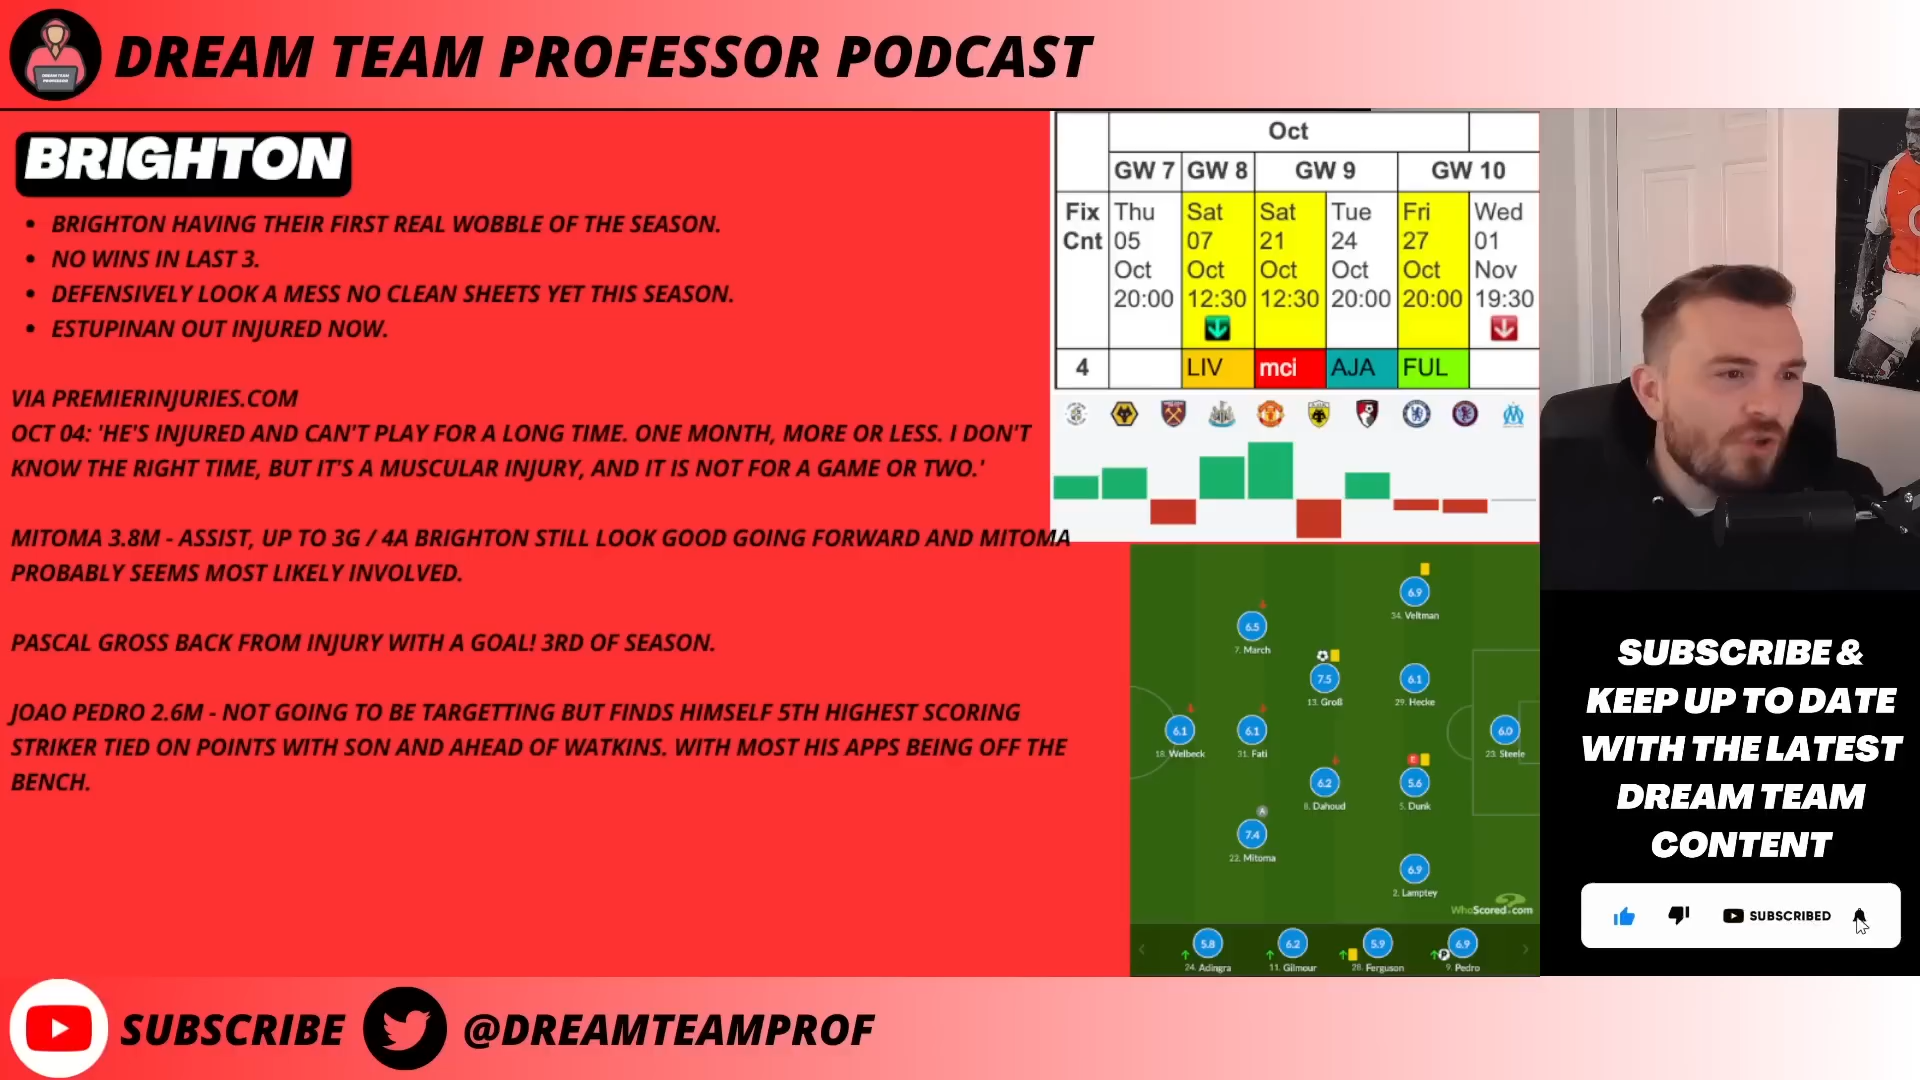 DREAM TEAM PROFESSOR PODCAST
BRIGHTON
• BRIGHTON HAVING THEIR FIRST REAL WOBBLE OF THE SEASON.
• NO WINS IN LAST 3.
• DEFENSIVELY LOOK A MESS NO CLEAN SHEETS YET THIS SEASON.
• ESTUPINAN OUT INJURED NOW.
VIA PREMIERINJURIES.COM
OCT 04: 'HE'S INJURED AND CAN'T PLAY FOR A LONG TIME. ONE MONTH, MORE OR LESS. I DON'T
KNOW THE RIGHT TIME, BUT IT'S A MUSCULAR INJURY, AND IT IS NOT FOR A GAME OR TWO.'
MITOMA 3.8M - ASSIST, UP TO 3G / 4A BRIGHTON STILL LOOK GOOD GOING FORWARD AND MITOMA
PROBABLY SEEMS MOST LIKELY INVOLVED.
PASCAL GROSS BACK FROM INJURY WITH A GOAL! 3RD OF SEASON.
JOAO PEDRO 2.6M - NOT GOING TO BE TARGETTING BUT FINDS HIMSELF 5TH HIGHEST SCORING
STRIKER TIED ON POINTS WITH SON AND AHEAD OF WATKINS. WITH MOST HIS APPS BEING OFF THE
BENCH.
Oct
GW 7 GW 8 GW 9 GW 10
Fix Thu Sat Sat Tue Fri Wed
Cnt 05 07 21 24 27 01
Oct Oct Oct Oct Oct Nov
20:00 12:30 12:30 20:00 20:00 19:30
4 LIV mci AJA FUL
6.9
34. Veltman
6.5
7. March
7.5 6.1
13. Groß 29. Hecke
6.1 6.1 6.0
18. Welbeck 31. Fati 23. Steele
6.2 5.6
8. Dahoud 5. Dunk
7.4
22. Mitoma
6.9
2. Lamptey
WhoScored.com
5.8 6.2 5.9 6.9
24. Adingra 11. Gilmour 28. Ferguson 9. Pedro
SUBSCRIBE &
KEEP UP TO DATE
WITH THE LATEST
DREAM TEAM
CONTENT
SUBSCRIBED
SUBSCRIBE @DREAMTEAMPROF